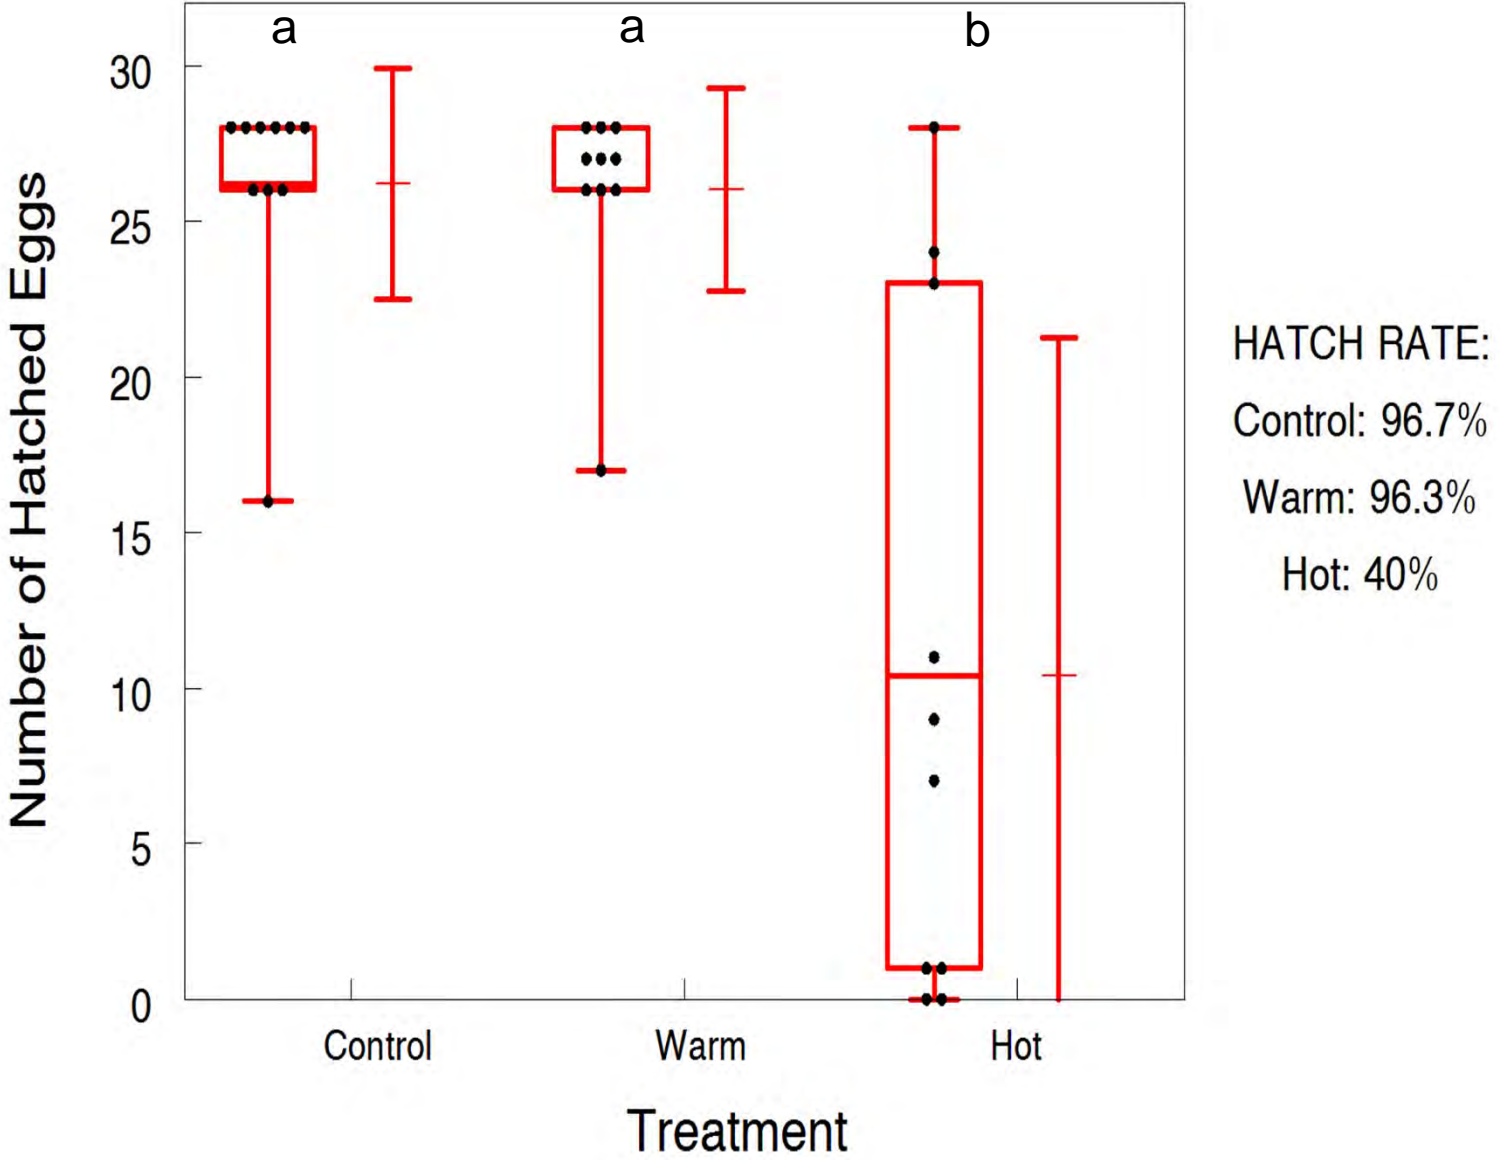 a a b
30
25
20
15
10
5
0
Number of Hatched Eggs
Control Warm Hot
Treatment
HATCH RATE:
Control: 96.7%
Warm: 96.3%
Hot: 40%